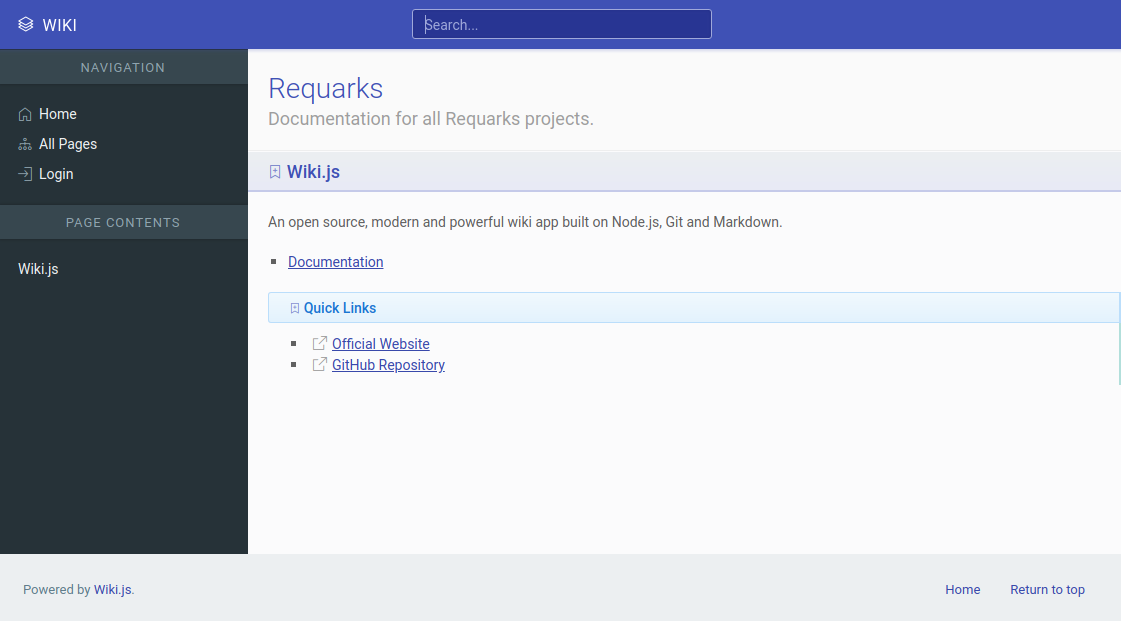 WIKI
Search...
NAVIGATION
Home
All Pages
Login
PAGE CONTENTS
Wiki.js
Requarks
Documentation for all Requarks projects.
Wiki.js
An open source, modern and powerful wiki app built on Node.js, Git and Markdown.
Documentation
Quick Links
Official Website
GitHub Repository
Powered by Wiki.js.
Home Return to top